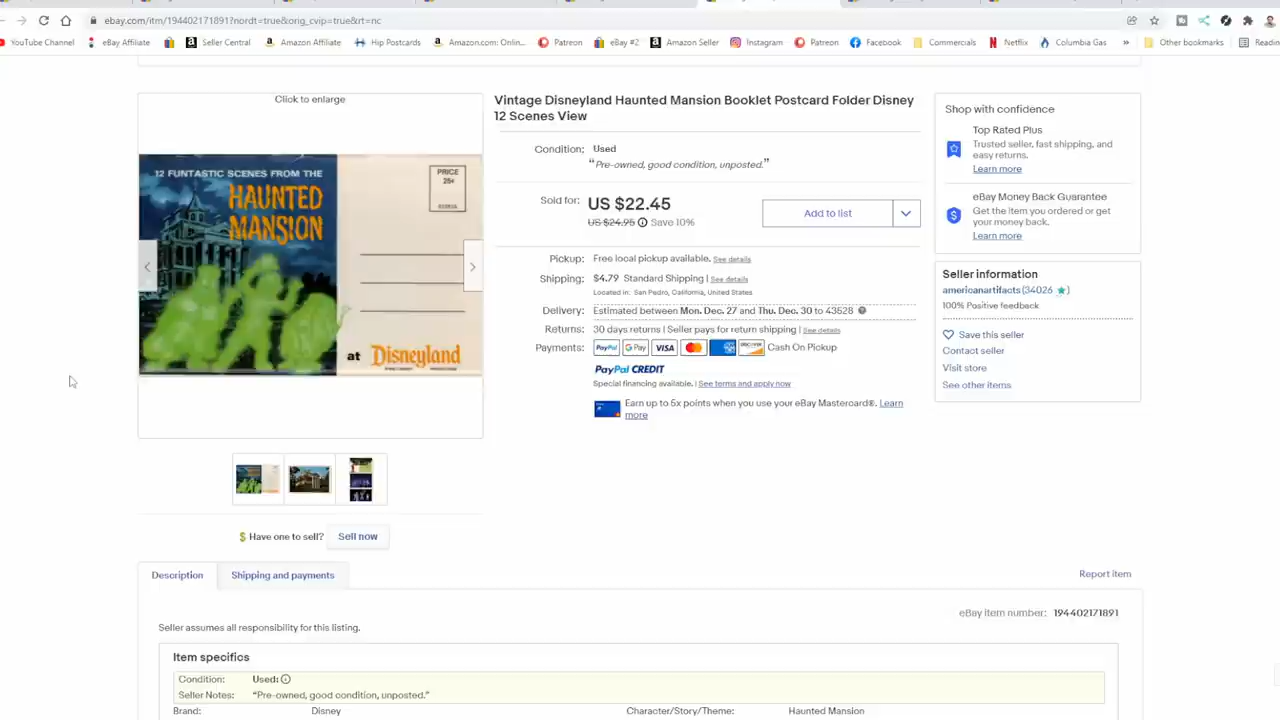 ebay.com/itm/194402171891?nordt=true&orig_cvip=true&rt=nc
YouTube Channel eBay Affiliate Seller Central Amazon Affiliate Hip Postcards Amazon.com: Onlin... Patreon eBay #2 Amazon Seller Instagram Patreon Facebook Commercials Netflix Columbia Gas » Other bookmarks Readin
Click to enlarge
12 FUNTASTIC SCENES FROM THE
HAUNTED
MANSION
PRICE
25¢
at Disneyland
Vintage Disneyland Haunted Mansion Booklet Postcard Folder Disney
12 Scenes View
Condition: Used
“Pre-owned, good condition, unposted.”
Sold for: US $22.45
US $24.95 Save 10%
Add to list
Pickup: Free local pickup available. See details
Shipping: $4.79 Standard Shipping | See details
Located in: San Pedro, California, United States
Delivery: Estimated between Mon. Dec. 27 and Thu. Dec. 30 to 43528
Returns: 30 days returns | Seller pays for return shipping | See details
Payments: PayPal G Pay VISA Cash On Pickup
PayPal CREDIT
Special financing available. | See terms and apply now
Earn up to 5x points when you use your eBay Mastercard®. Learn
more
Shop with confidence
Top Rated Plus
Trusted seller, fast shipping, and
easy returns.
Learn more
eBay Money Back Guarantee
Get the item you ordered or get
your money back.
Learn more
Seller information
americanartifacts (34026 )
100% Positive feedback
Save this seller
Contact seller
Visit store
See other items
$ Have one to sell? Sell now
Description Shipping and payments
Report item
eBay item number: 194402171891
Seller assumes all responsibility for this listing.
Item specifics
Condition: Used:
Seller Notes: “Pre-owned, good condition, unposted.”
Brand: Disney Character/Story/Theme: Haunted Mansion